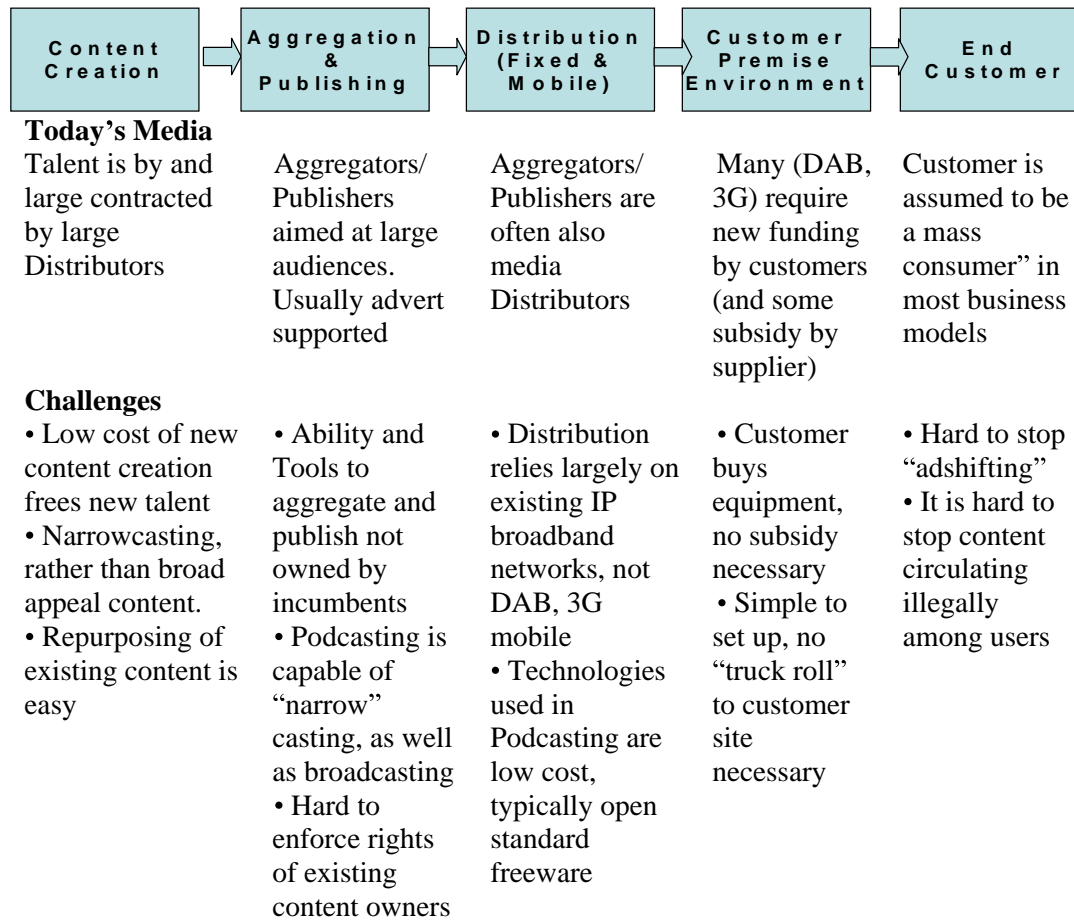 Content
Creation
Aggregation
&
Publishing
Distribution
(Fixed &
Mobile)
Customer
Premise
Environment
End
Customer
Today's Media
Talent is by and
large contracted
by large
Distributors
Aggregators/
Publishers
aimed at large
audiences.
Usually advert
supported
Aggregators/
Publishers are
often also
media
Distributors
Many (DAB,
3G) require
new funding
by customers
(and some
subsidy by
supplier)
Customer is
assumed to be
a mass
consumer” in
most business
models
Challenges
• Low cost of new
content creation
frees new talent
• Narrowcasting,
rather than broad
appeal content.
• Repurposing of
existing content is
easy
• Ability and
Tools to
aggregate and
publish not
owned by
incumbents
• Podcasting is
capable of
“narrow”
casting, as well
as broadcasting
• Hard to
enforce rights
of existing
content owners
• Distribution
relies largely on
existing IP
broadband
networks, not
DAB, 3G
mobile
• Technologies
used in
Podcasting are
low cost,
typically open
standard
freeware
• Customer
buys
equipment,
no subsidy
necessary
• Simple to
set up, no
“truck roll”
to customer
site
necessary
• Hard to stop
“adshifting”
• It is hard to
stop content
circulating
illegally
among users